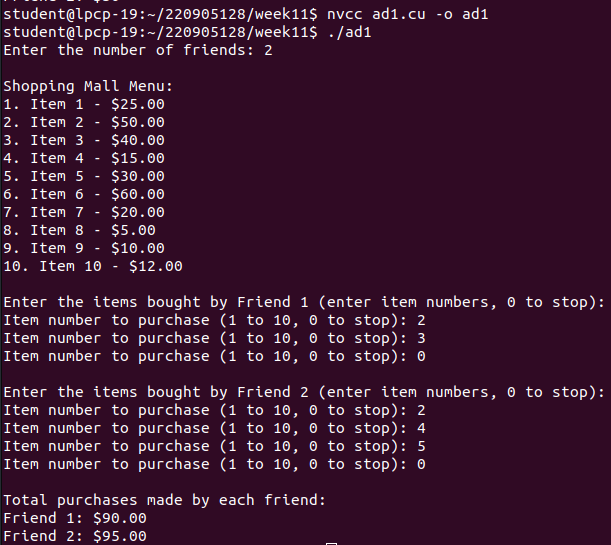 student@lpcp-19:~/220905128/week11$ nvcc ad1.cu -o ad1
student@lpcp-19:~/220905128/week11$ ./ad1
Enter the number of friends: 2
Shopping Mall Menu:
1. Item 1 - $25.00
2. Item 2 - $50.00
3. Item 3 - $40.00
4. Item 4 - $15.00
5. Item 5 - $30.00
6. Item 6 - $60.00
7. Item 7 - $20.00
8. Item 8 - $5.00
9. Item 9 - $10.00
10. Item 10 - $12.00
Enter the items bought by Friend 1 (enter item numbers, 0 to stop):
Item number to purchase (1 to 10, 0 to stop): 2
Item number to purchase (1 to 10, 0 to stop): 3
Item number to purchase (1 to 10, 0 to stop): 0
Enter the items bought by Friend 2 (enter item numbers, 0 to stop):
Item number to purchase (1 to 10, 0 to stop): 2
Item number to purchase (1 to 10, 0 to stop): 4
Item number to purchase (1 to 10, 0 to stop): 5
Item number to purchase (1 to 10, 0 to stop): 0
Total purchases made by each friend:
Friend 1: $90.00
Friend 2: $95.00